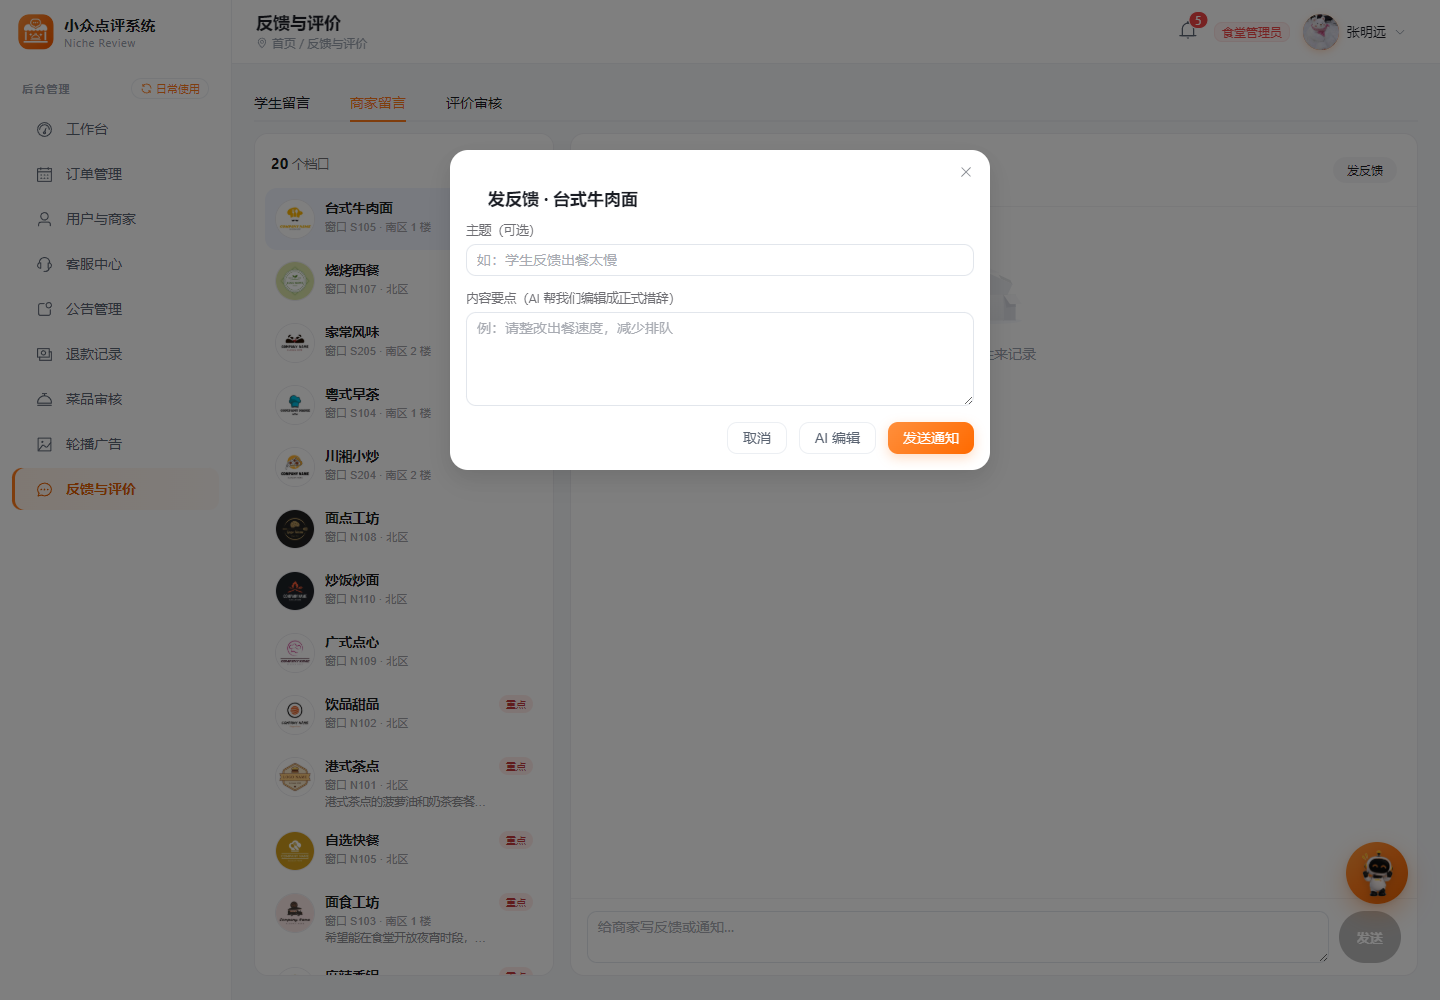 小众点评系统
Niche Review
后台管理
日常使用
工作台
订单管理
用户与商家
客服中心
公告管理
退款记录
菜品审核
轮播广告
反馈与评价
反馈与评价
首页 / 反馈与评价
5
食堂管理员
张明远
学生留言
商家留言
评价审核
20 个档口
台式牛肉面
窗口 S105 · 南区 1 楼
烧烤西餐
窗口 N107 · 北区
家常风味
窗口 S205 · 南区 2 楼
粤式早茶
窗口 S104 · 南区 1 楼
川湘小炒
窗口 S204 · 南区 2 楼
面点工坊
窗口 N108 · 北区
炒饭炒面
窗口 N110 · 北区
广式点心
窗口 N109 · 北区
饮品甜品
重点
窗口 N102 · 北区
港式茶点
重点
窗口 N101 · 北区
港式茶点的菠萝油和奶茶套餐...
自选快餐
重点
窗口 N105 · 北区
面食工坊
重点
窗口 S103 · 南区 1 楼
希望能在食堂开放夜宵时段，...
麻辣香锅
重点
发反馈
来记录
发反馈 · 台式牛肉面
主题（可选）
如：学生反馈出餐太慢
内容要点（AI 帮我们编辑成正式措辞）
例：请整改出餐速度，减少排队
取消
AI 编辑
发送通知
给商家写反馈或通知...
发送